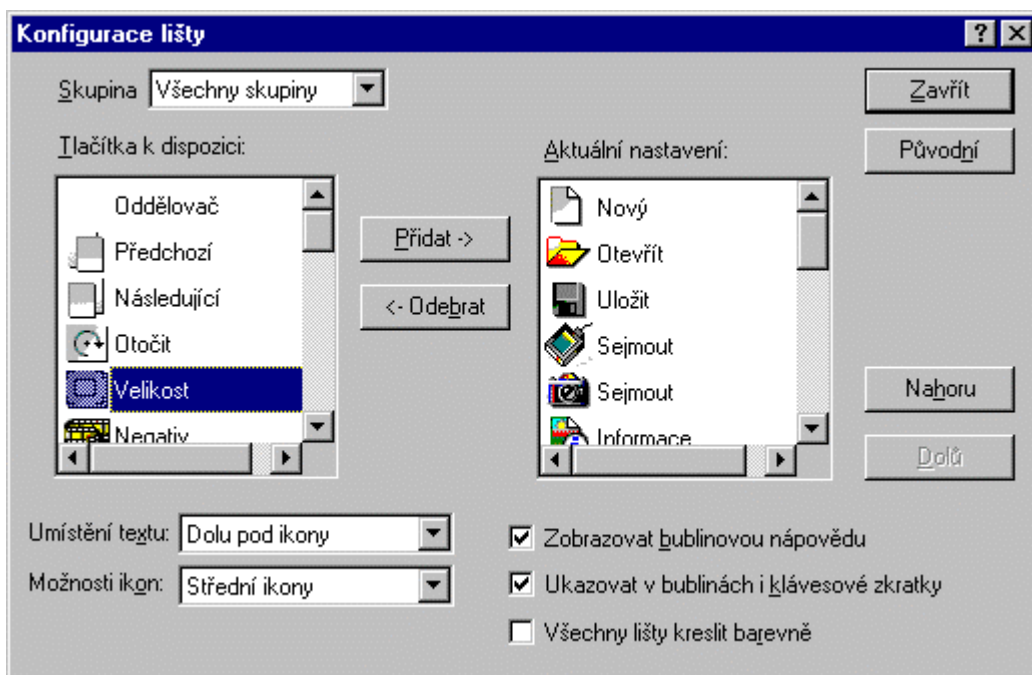 Konfigurace lišty
Skupina Všechny skupiny
Zavřít
Tlačítka k dispozici:
Aktuální nastavení:
Původní
Oddělovač
Předchozí
Následující
Otočit
Velikost
Negativ
Přidat ->
<- Odebrat
Nový
Otevřít
Uložit
Sejmout
Sejmout
Informace
Nahoru
Dolů
Umístění textu: Dolu pod ikony
Možnosti ikon: Střední ikony
Zobrazovat bublinovou nápovědu
Ukazovat v bublinách i klávesové zkratky
Všechny lišty kreslit barevně